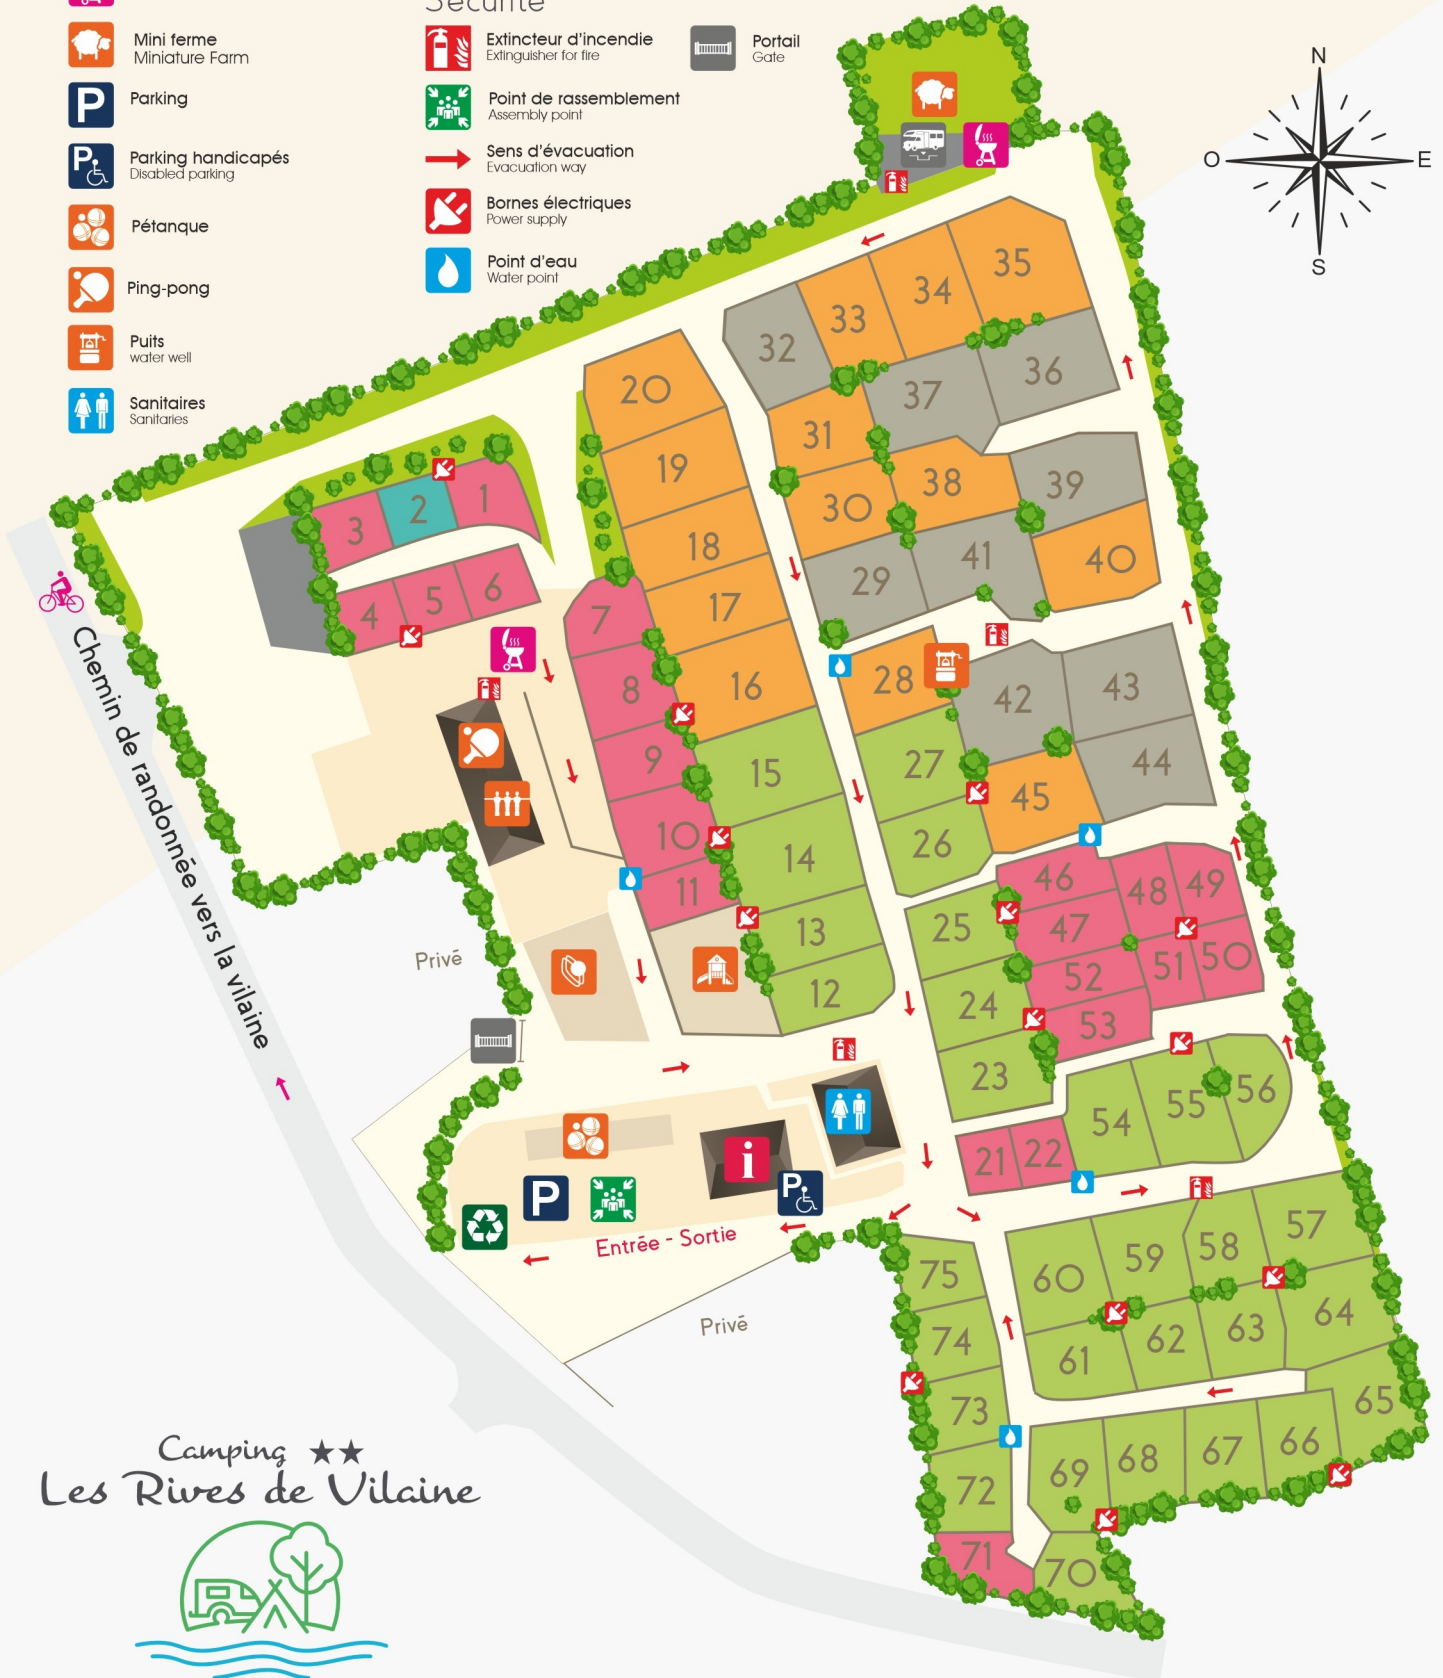 Sécurité
Mini ferme
Miniature Farm
Parking
Parking handicapés
Disabled parking
Pétanque
Ping-pong
Puits
water well
Sanitaires
Sanitaries
Extincteur d'incendie
Extinguisher for fire
Point de rassemblement
Assembly point
Sens d'évacuation
Evacuation way
Bornes électriques
Power supply
Point d'eau
Water point
Portail
Gate
N
O
E
S
35
34
33
32
36
37
20
31
19
38
39
30
3
2
1
18
41
40
29
4
5
6
7
17
8
16
28
42
43
9
15
27
44
45
10
14
26
46
48
49
11
13
25
47
12
24
52
51
50
53
23
54
55
56
21
22
Chemin de randonnée vers la vilaine
Privé
P
P
i
Entrée - Sortie
Privé
75
60
59
58
57
74
61
62
63
64
73
65
72
69
68
67
66
71
70
Camping ★★
Les Rives de Vilaine